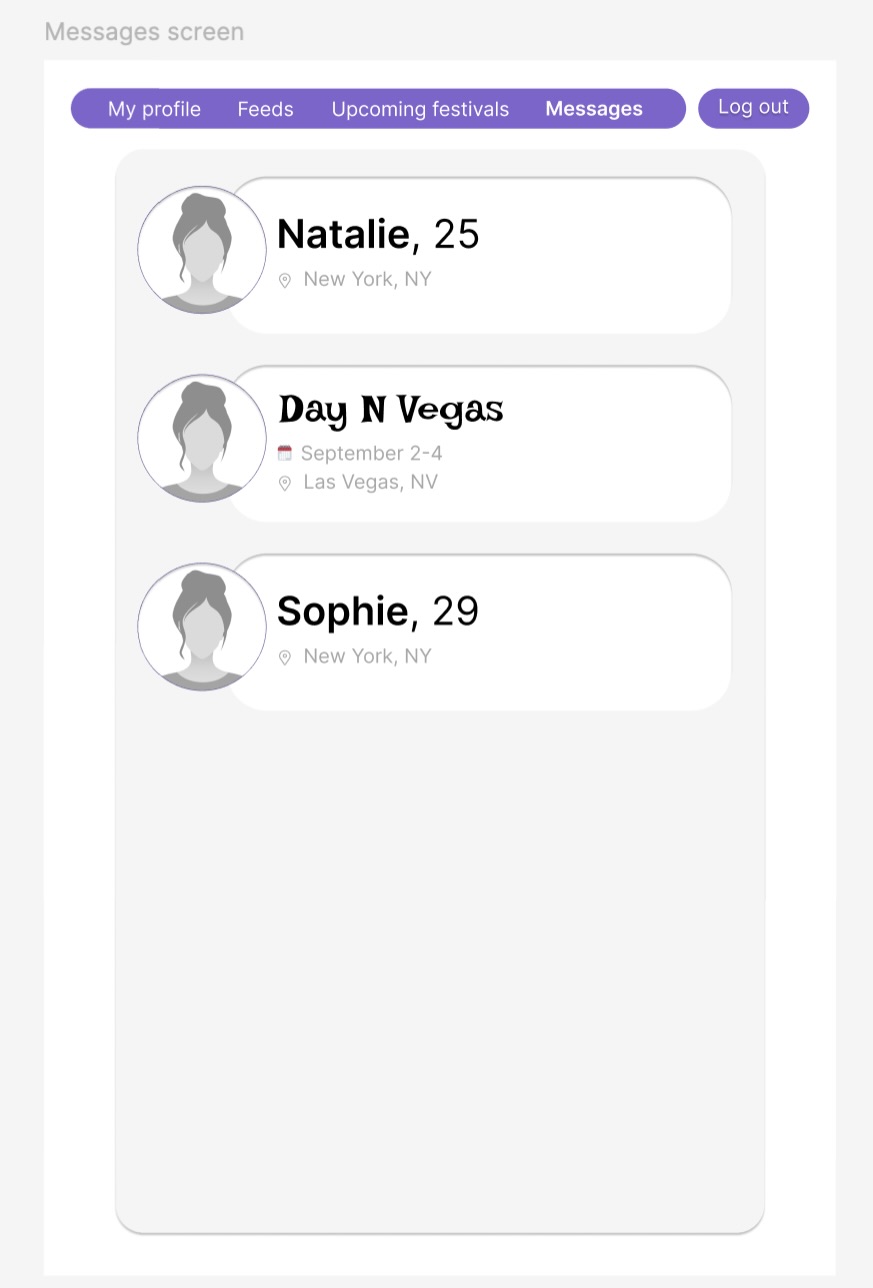 Messages screen
My profile Feeds Upcoming festivals Messages Log out
Natalie, 25
New York, NY
Day N Vegas
September 2-4
Las Vegas, NV
Sophie, 29
New York, NY